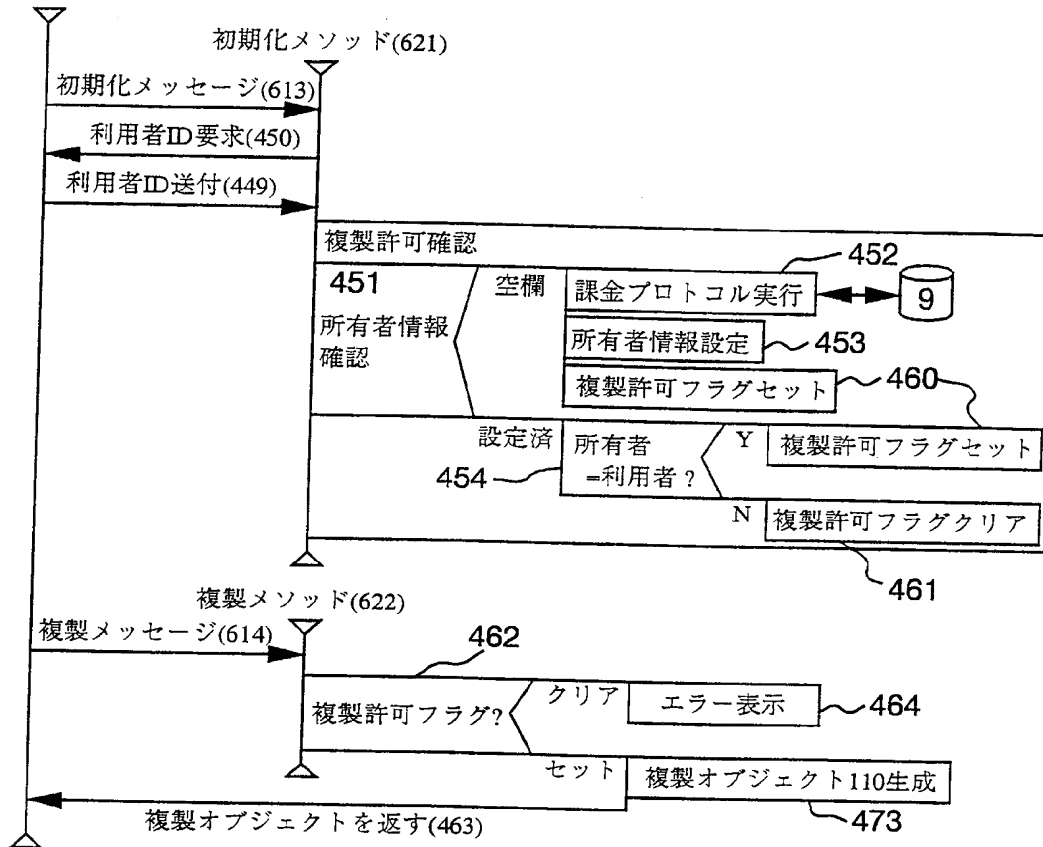 初期化メソッド(621)
初期化メッセージ(613)
利用者ID要求(450)
利用者ID送付(449)
複製許可確認
451
所有者情報
確認
空欄
課金プロトコル実行
452
9
所有者情報設定
453
複製許可フラグセット
460
設定済
所有者
=利用者?
454
Y
複製許可フラグセット
N
複製許可フラグクリア
461
複製メソッド(622)
複製メッセージ(614)
462
複製許可フラグ?
クリア
エラー表示
464
セット
複製オブジェクト110生成
473
複製オブジェクトを返す(463)